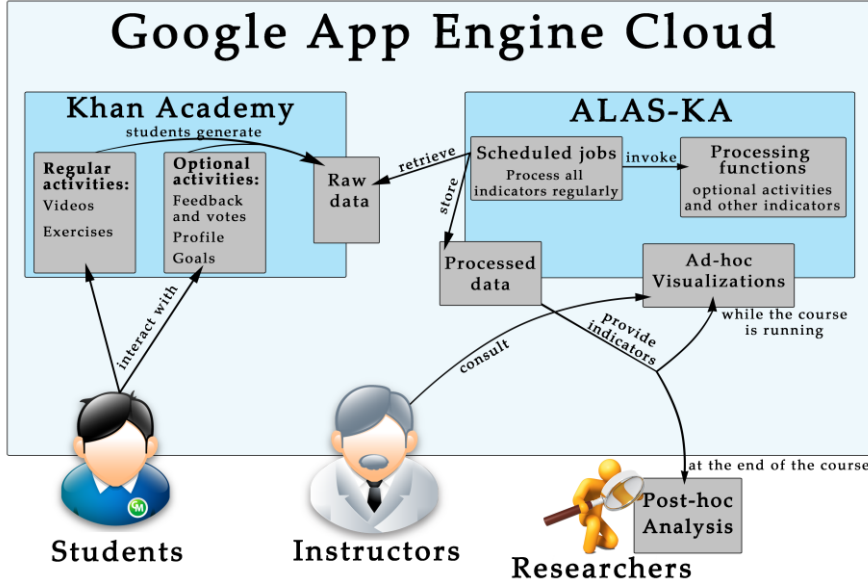 Google App Engine Cloud
Khan Academy
students generate
Regular
activities:
Videos
Exercises
Optional
activities:
Feedback
and votes
Profile
Goals
Raw
data
retrieve
store
ALAS-KA
Scheduled jobs
Process all
indicators regularly
invoke
Processing
functions
optional activities
and other indicators
Processed
data
Ad-hoc
Visualizations
interact with
consult
provide
indicators
while the course
is running
at the end of the course
GM
Students
Instructors
Researchers
Post-hoc
Analysis